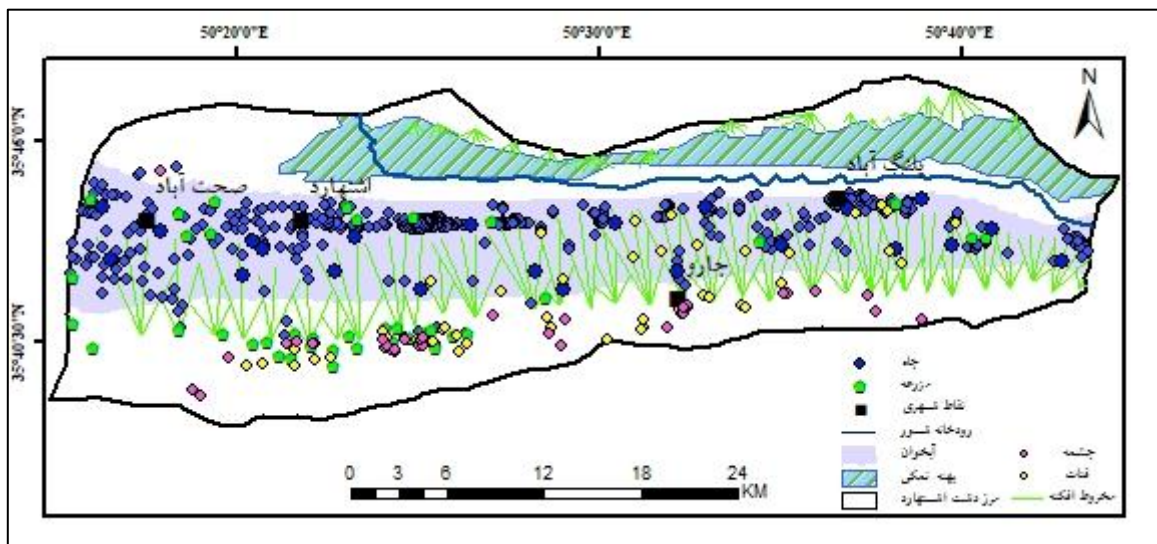 50°20'0"E 50°30'0"E 50°40'0"E
N
35°46'0"N
صحت آباد
اشتهارد
پلنگ آباد
جارو
35°40'30"N
چاه
مزرعه
نقاط شهری
رودخانه شور
آبخوان
چشمه
پهنه نمکی
قنات
مرز دشت اشتهارد
مخروط افکنه
0 3 6 12 18 24
KM